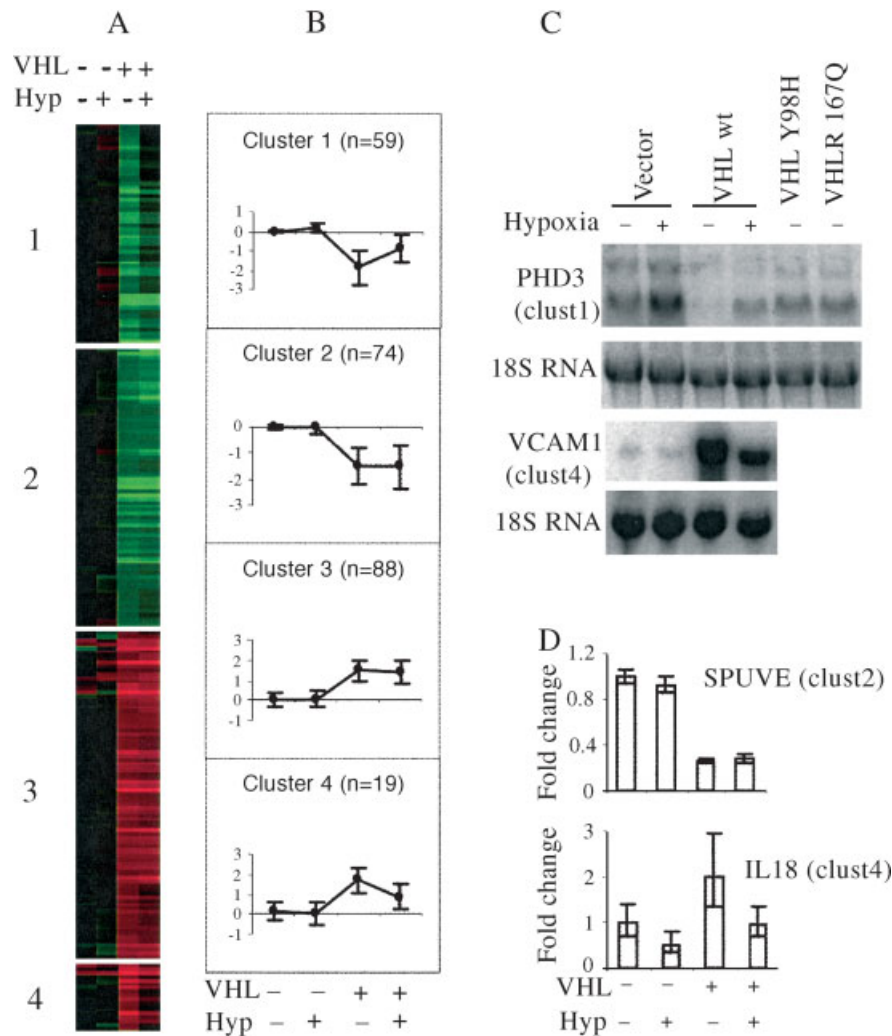 A
VHL - - + +
Hyp - + - +
1
2
3
4
B
Cluster 1 (n=59)
1
0
-1
-2
-3
Cluster 2 (n=74)
0
-1
-2
-3
Cluster 3 (n=88)
3
2
1
0
-1
Cluster 4 (n=19)
3
2
1
0
-1
VHL – – + +
Hyp – + – +
C
Vector
VHL wt
VHL Y98H
VHLR 167Q
Hypoxia – + – + – –
PHD3
(clust1)
18S RNA
VCAM1
(clust4)
18S RNA
D
SPUVE (clust2)
Fold change
1.2
0.8
0.4
0
IL18 (clust4)
Fold change
3
2
1
0
VHL – – + +
Hyp – + – +